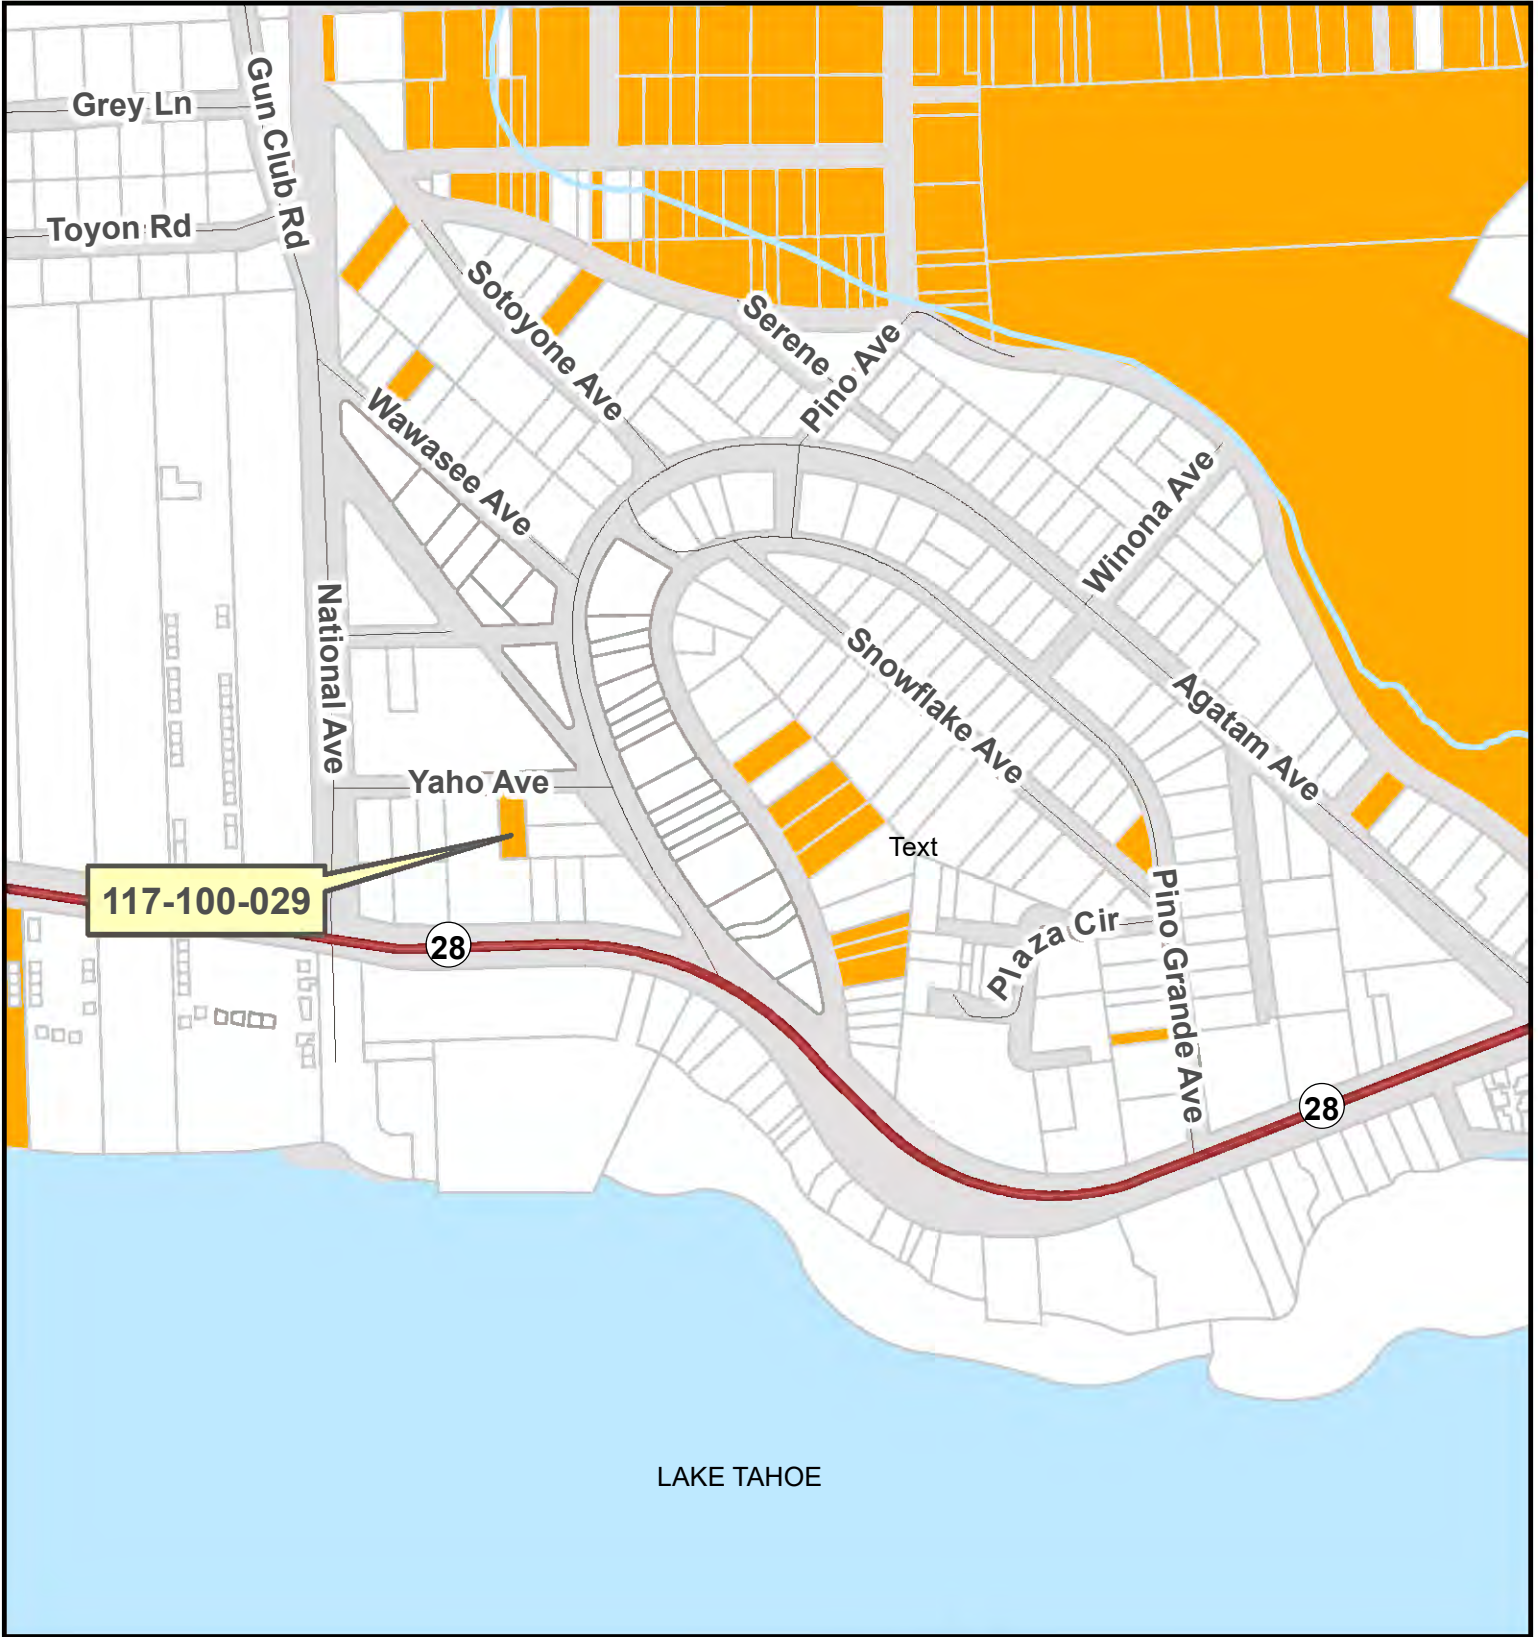 Grey Ln
Gun Club Rd
Toyon Rd
Sotoyone Ave
Serene
Pino Ave
Wawasee Ave
Winona Ave
National Ave
Snowflake Ave
Agatam Ave
Yaho Ave
Text
117-100-029
Pino Grande Ave
Plaza Cir
28
28
LAKE TAHOE